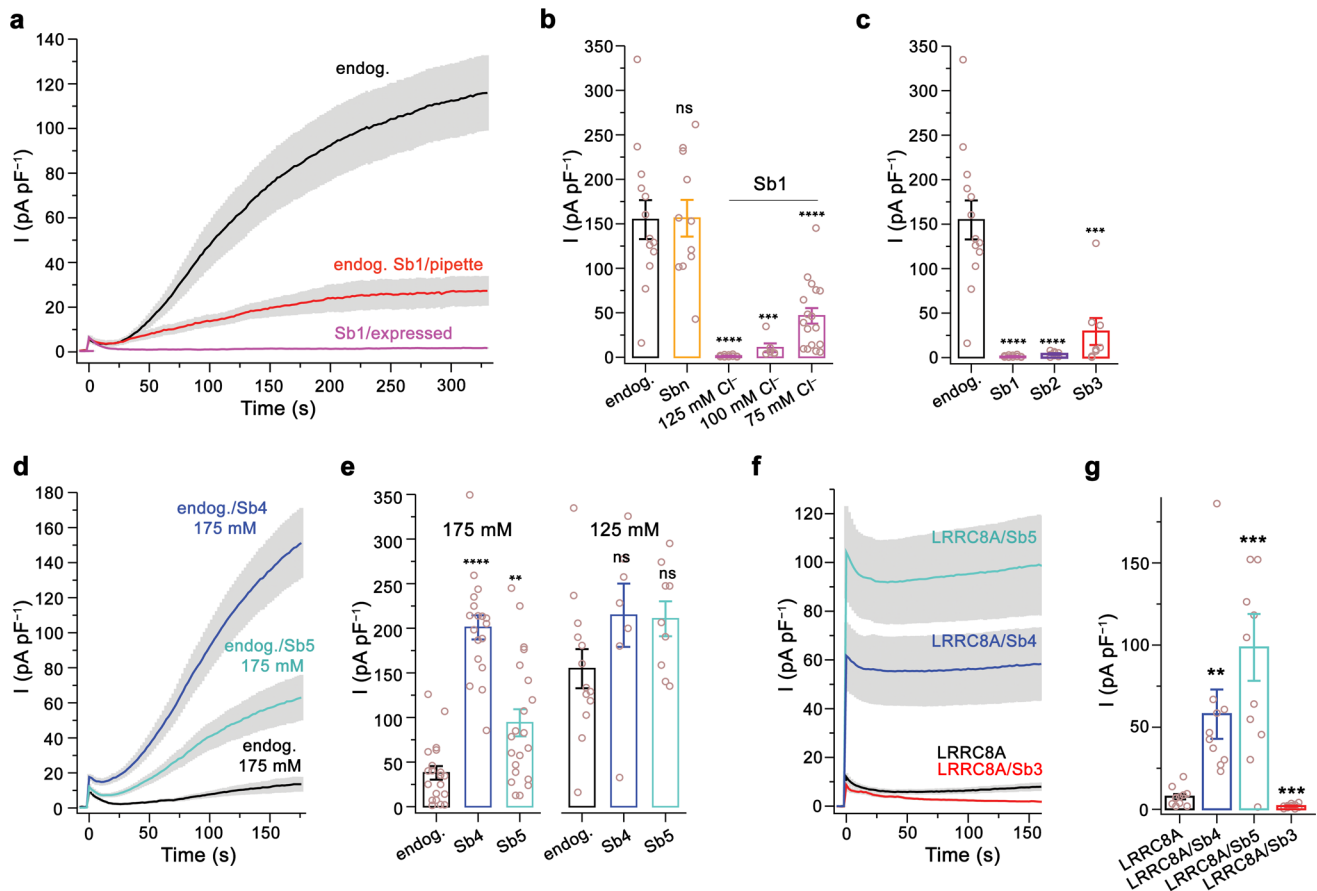 a
140
120
100
80
60
40
20
0
I (pA pF⁻¹)
endog.
endog. Sb1/pipette
Sb1/expressed
0 50 100 150 200 250 300
Time (s)
b
350
300
250
200
150
100
50
0
I (pA pF⁻¹)
ns
Sb1
****
***
****
endog.
Sbn
125 mM Cl⁻
100 mM Cl⁻
75 mM Cl⁻
c
350
300
250
200
150
100
50
0
I (pA pF⁻¹)
****
****
***
endog.
Sb1
Sb2
Sb3
d
180
160
140
120
100
80
60
40
20
0
I (pA pF⁻¹)
endog./Sb4
175 mM
endog./Sb5
175 mM
endog.
175 mM
0 50 100 150
Time (s)
e
350
300
250
200
150
100
50
0
I (pA pF⁻¹)
175 mM
****
**
125 mM
ns
ns
endog.
Sb4
Sb5
endog.
Sb4
Sb5
f
120
100
80
60
40
20
0
I (pA pF⁻¹)
LRRC8A/Sb5
LRRC8A/Sb4
LRRC8A
LRRC8A/Sb3
0 50 100 150
Time (s)
g
150
100
50
0
I (pA pF⁻¹)
**
***
***
LRRC8A
LRRC8A/Sb4
LRRC8A/Sb5
LRRC8A/Sb3